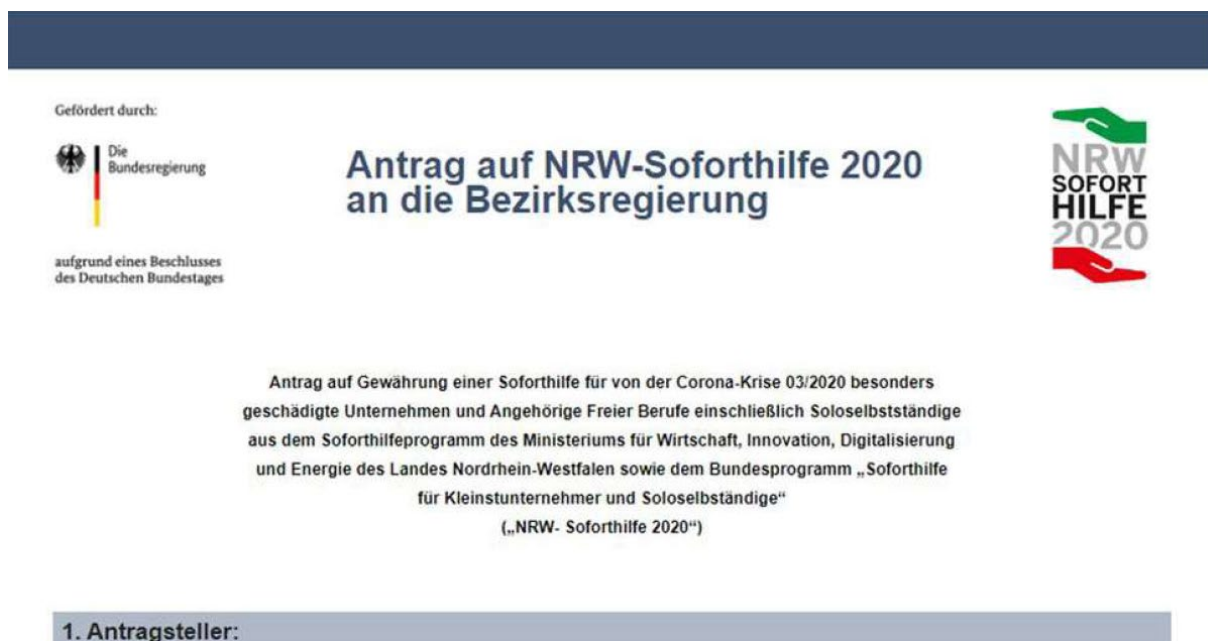 Gefördert durch:
Die
Bundesregierung
aufgrund eines Beschlusses
des Deutschen Bundestages
Antrag auf NRW-Soforthilfe 2020
an die Bezirksregierung
NRW
SOFORT
HILFE
2020
Antrag auf Gewährung einer Soforthilfe für von der Corona-Krise 03/2020 besonders
geschädigte Unternehmen und Angehörige Freier Berufe einschließlich Soloselbstständige
aus dem Soforthilfeprogramm des Ministeriums für Wirtschaft, Innovation, Digitalisierung
und Energie des Landes Nordrhein-Westfalen sowie dem Bundesprogramm „Soforthilfe
für Kleinstunternehmer und Soloselbständige“
(„NRW- Soforthilfe 2020“)
1. Antragsteller: